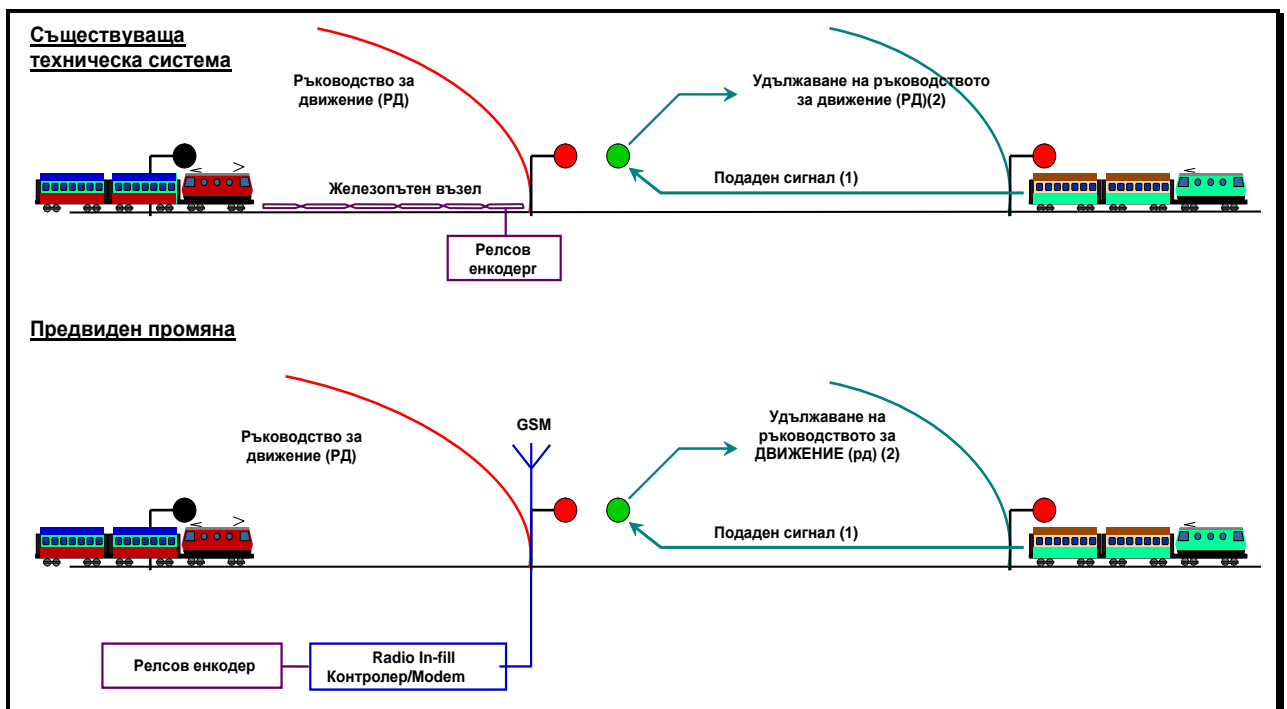 Съществуваща
техническа система
Ръководство за
движение (РД)
Удължаване на ръководството
за движение (РД)(2)
Железопътен възел
Подаден сигнал (1)
Релсов
енкодерr
Предвиден промяна
Ръководство за
движение (РД)
GSM
Удължаване на
ръководството за
ДВИЖЕНИЕ (рд) (2)
Подаден сигнал (1)
Релсов енкодер
Radio In-fill
Контролер/Modem